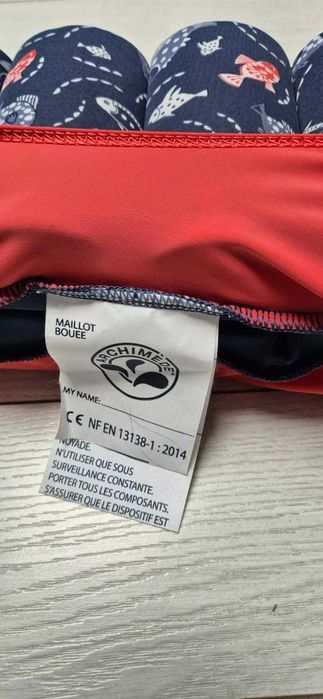 MAILLOT
BOUEE
ARCHIMÈDE
MY NAME:
CE NF EN 13138-1 : 2014
NOYADE.
N'UTILISER QUE SOUS
SURVEILLANCE CONSTANTE.
PORTER TOUS LES COMPOSANTS.
S'ASSURER QUE LE DISPOSITIF EST